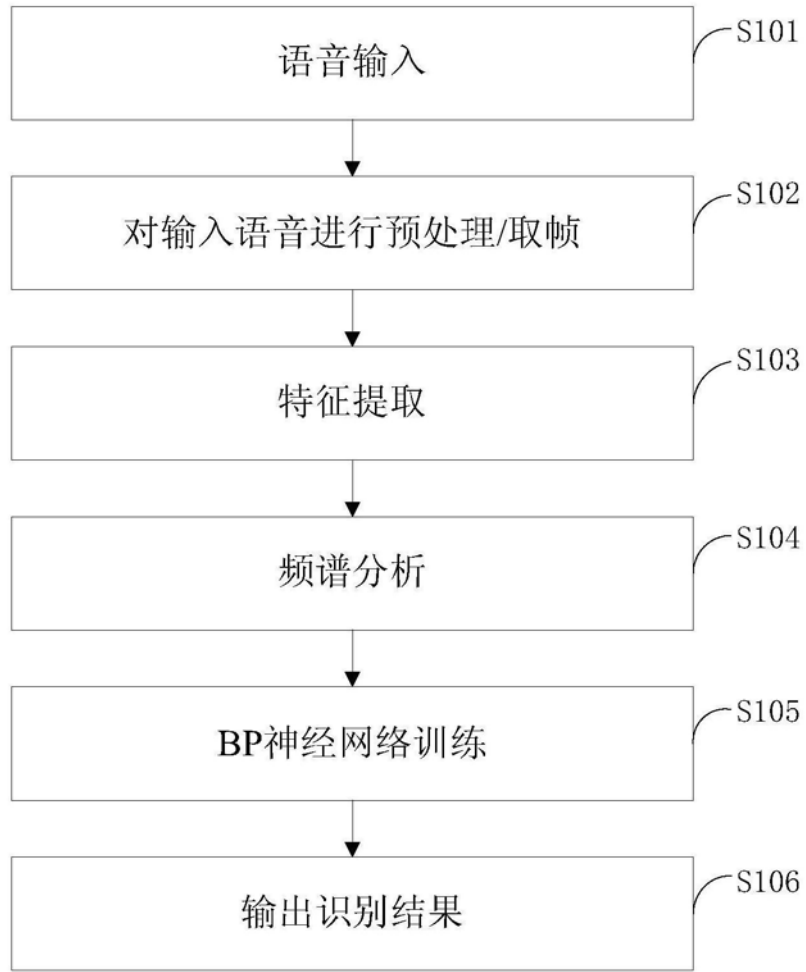 语音输入
S101
对输入语音进行预处理/取帧
S102
特征提取
S103
频谱分析
S104
BP神经网络训练
S105
输出识别结果
S106